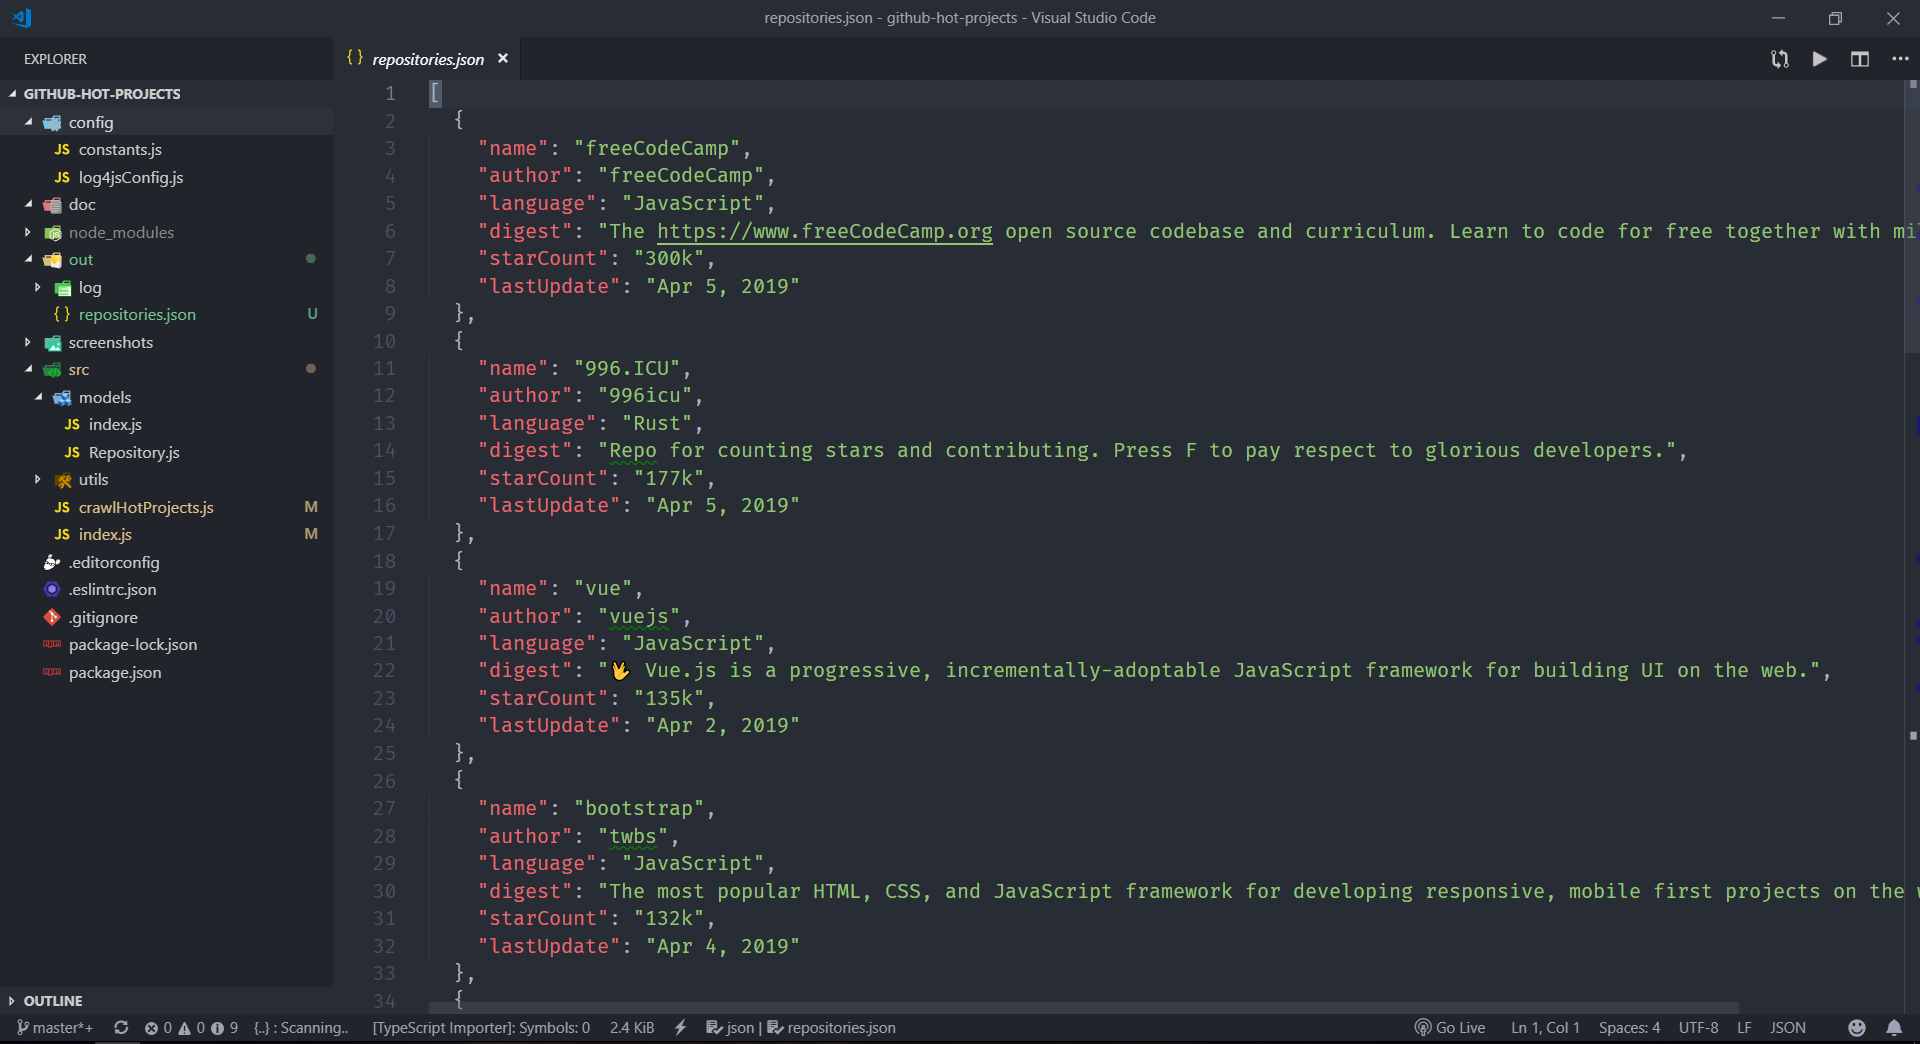 repositories.json - github-hot-projects - Visual Studio Code
EXPLORER
GITHUB-HOT-PROJECTS
config
JS constants.js
JS log4jsConfig.js
doc
node_modules
out
log
{ } repositories.json U
screenshots
src
models
JS index.js
JS Repository.js
utils
JS crawlHotProjects.js M
JS index.js M
.editorconfig
.eslintrc.json
.gitignore
package-lock.json
package.json
OUTLINE
{ } repositories.json ×
1 [
2 {
3 "name": "freeCodeCamp",
4 "author": "freeCodeCamp",
5 "language": "JavaScript",
6 "digest": "The https://www.freeCodeCamp.org open source codebase and curriculum. Learn to code for free together with mil
7 "starCount": "300k",
8 "lastUpdate": "Apr 5, 2019"
9 },
10 {
11 "name": "996.ICU",
12 "author": "996icu",
13 "language": "Rust",
14 "digest": "Repo for counting stars and contributing. Press F to pay respect to glorious developers.",
15 "starCount": "177k",
16 "lastUpdate": "Apr 5, 2019"
17 },
18 {
19 "name": "vue",
20 "author": "vuejs",
21 "language": "JavaScript",
22 "digest": "🖖 Vue.js is a progressive, incrementally-adoptable JavaScript framework for building UI on the web.",
23 "starCount": "135k",
24 "lastUpdate": "Apr 2, 2019"
25 },
26 {
27 "name": "bootstrap",
28 "author": "twbs",
29 "language": "JavaScript",
30 "digest": "The most popular HTML, CSS, and JavaScript framework for developing responsive, mobile first projects on the w
31 "starCount": "132k",
32 "lastUpdate": "Apr 4, 2019"
33 },
34 {
master*+ 0 0 9 {..} : Scanning.. [TypeScript Importer]: Symbols: 0 2.4 KiB json | repositories.json Go Live Ln 1, Col 1 Spaces: 4 UTF-8 LF JSON